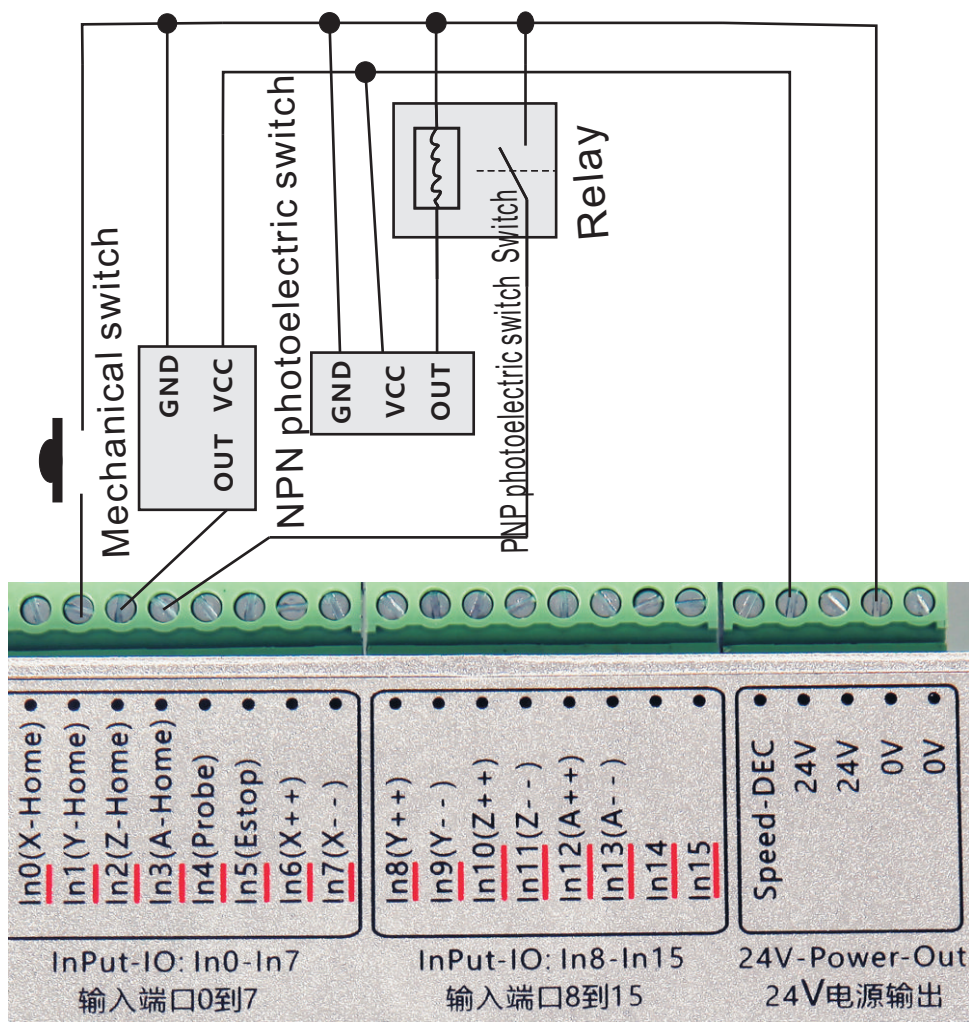 Mechanical switch
GND
VCC
OUT
NPN photoelectric switch
GND
VCC
OUT
PNP photoelectric switch Switch
Relay
In0(X-Home)
In1(Y-Home)
In2(Z-Home)
In3(A-Home)
In4(Probe)
In5(Estop)
In6(X++)
In7(X--)
In8(Y++)
In9(Y--)
In10(Z++)
In11(Z--)
In12(A++)
In13(A--)
In14
In15
Speed-DEC
24V
24V
0V
0V
InPut-IO: In0-In7
输入端口0到7
InPut-IO: In8-In15
输入端口8到15
24V-Power-Out
24V电源输出